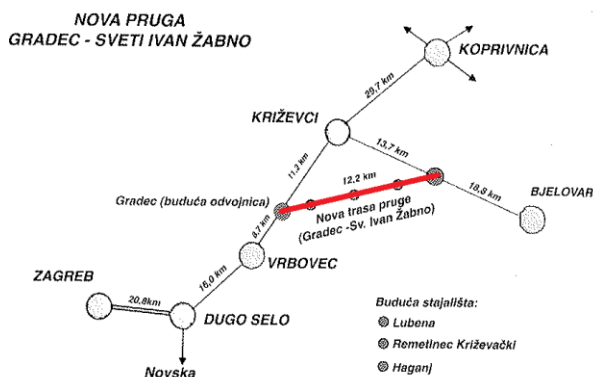 NOVA PRUGA
GRADEC - SVETI IVAN ŽABNO
KOPRIVNICA
29,7 km
KRIŽEVCI
13,7 km
11,2 km
12,2 km
18,8 km
Gradec (buduća odvojnica)
Nova trasa pruge
(Gradec -Sv. Ivan Žabno)
BJELOVAR
8,7 km
VRBOVEC
ZAGREB
16,0 km
20,8km
DUGO SELO
Novska
Buduća stajališta:
Lubena
Remetinec Križevački
Haganj